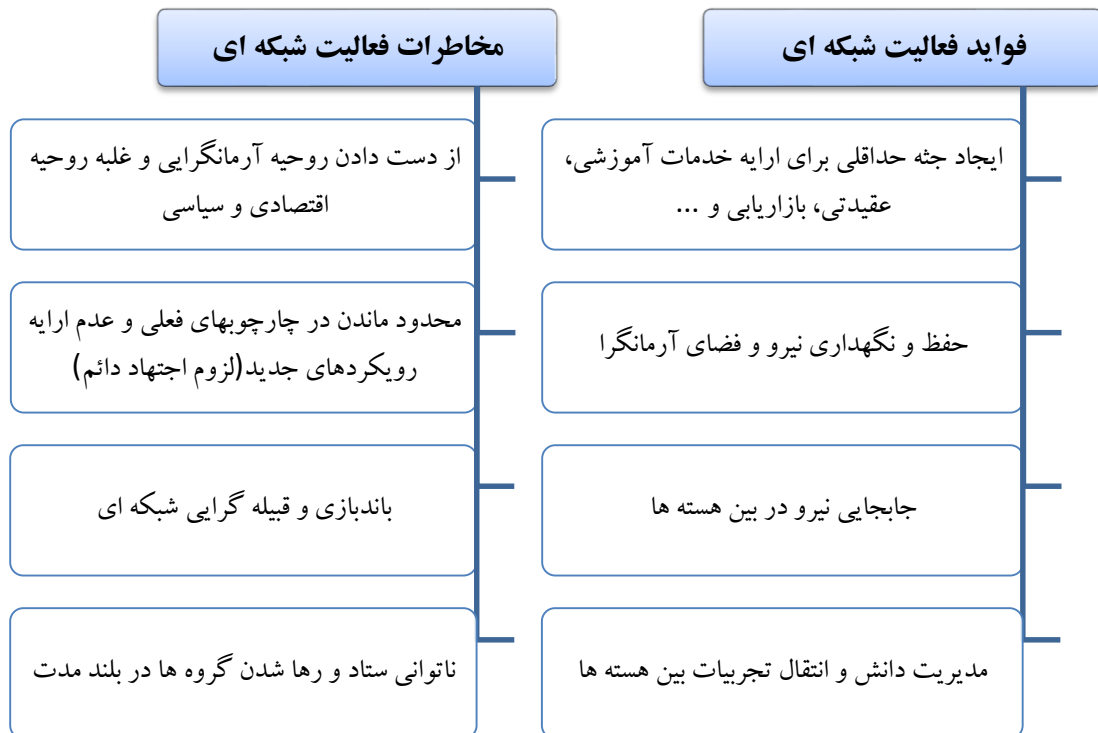 فواید فعالیت شبکه ای
ایجاد جثه حداقلی برای ارایه خدمات آموزشی،
عقیدتی، بازاریابی و ...
حفظ و نگهداری نیرو و فضای آرمانگرا
جابجایی نیرو در بین هسته ها
مدیریت دانش و انتقال تجربیات بین هسته ها
مخاطرات فعالیت شبکه ای
از دست دادن روحیه آرمانگرایی و غلبه روحیه
اقتصادی و سیاسی
محدود ماندن در چارچوبهای فعلی و عدم ارایه
رویکردهای جدید(لزوم اجتهاد دائم)
باندبازی و قبیله گرایی شبکه ای
ناتوانی ستاد و رها شدن گروه ها در بلند مدت